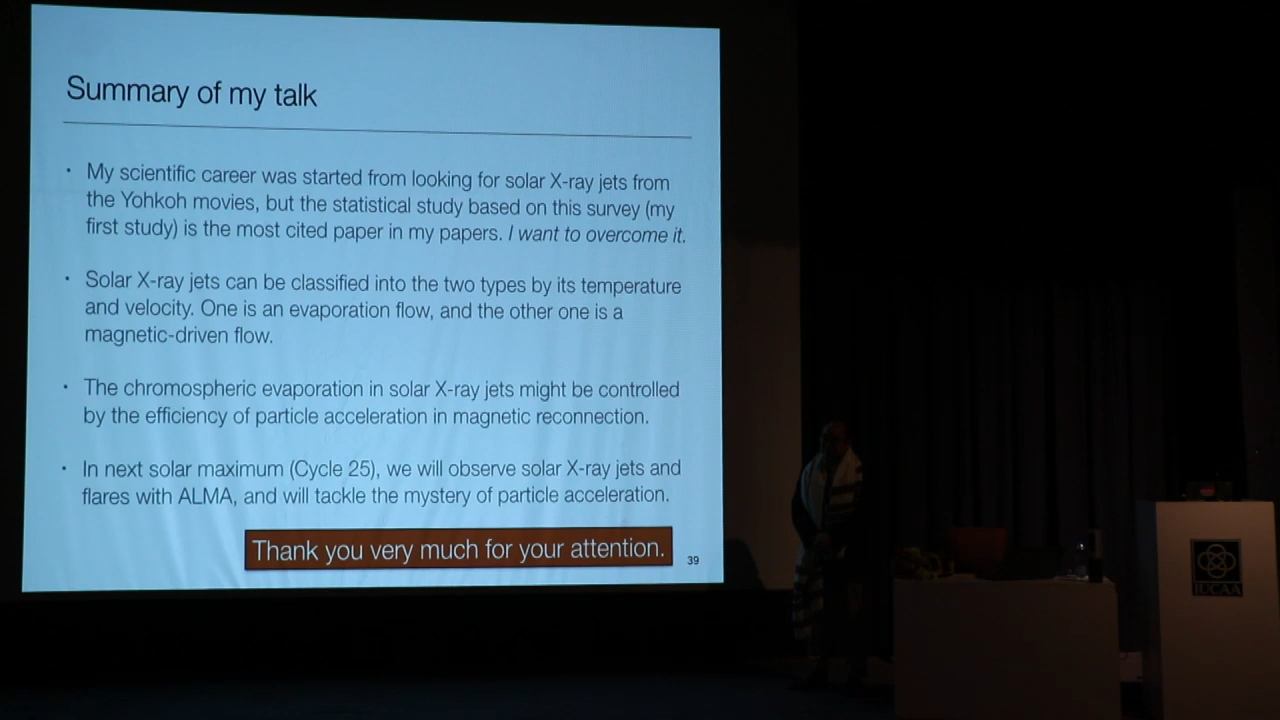 Summary of my talk
· My scientific career was started from looking for solar X-ray jets from
the Yohkoh movies, but the statistical study based on this survey (my
first study) is the most cited paper in my papers. I want to overcome it.
· Solar X-ray jets can be classified into the two types by its temperature
and velocity. One is an evaporation flow, and the other one is a
magnetic-driven flow.
· The chromospheric evaporation in solar X-ray jets might be controlled
by the efficiency of particle acceleration in magnetic reconnection.
· In next solar maximum (Cycle 25), we will observe solar X-ray jets and
flares with ALMA, and will tackle the mystery of particle acceleration.
Thank you very much for your attention.
39
IUCAA